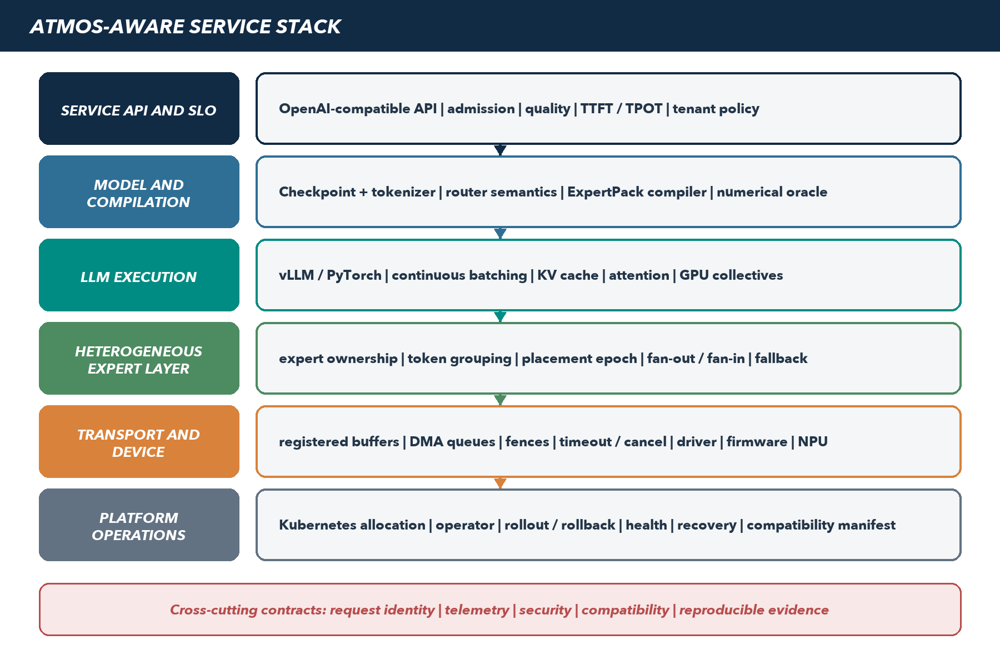 ATMOS-AWARE SERVICE STACK
SERVICE API AND SLO
OpenAI-compatible API | admission | quality | TTFT / TPOT | tenant policy
MODEL AND
COMPILATION
Checkpoint + tokenizer | router semantics | ExpertPack compiler | numerical oracle
LLM EXECUTION
vLLM / PyTorch | continuous batching | KV cache | attention | GPU collectives
HETEROGENEOUS
EXPERT LAYER
expert ownership | token grouping | placement epoch | fan-out / fan-in | fallback
TRANSPORT AND
DEVICE
registered buffers | DMA queues | fences | timeout / cancel | driver | firmware | NPU
PLATFORM
OPERATIONS
Kubernetes allocation | operator | rollout / rollback | health | recovery | compatibility manifest
Cross-cutting contracts: request identity | telemetry | security | compatibility | reproducible evidence